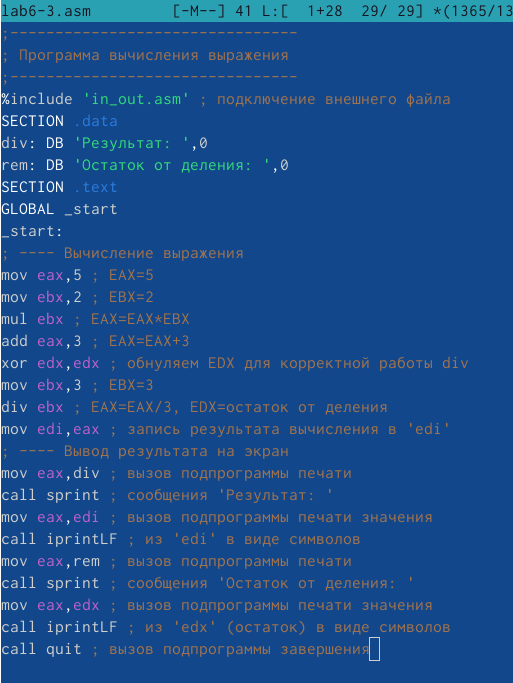 lab6-3.asm [-M--] 41 L:[ 1+28 29/ 29] *(1365/13
;--------------------------------
; Программа вычисления выражения
;--------------------------------
%include 'in_out.asm' ; подключение внешнего файла
SECTION .data
div: DB 'Результат: ',0
rem: DB 'Остаток от деления: ',0
SECTION .text
GLOBAL _start
_start:
; ---- Вычисление выражения
mov eax,5 ; EAX=5
mov ebx,2 ; EBX=2
mul ebx ; EAX=EAX*EBX
add eax,3 ; EAX=EAX+3
xor edx,edx ; обнуляем EDX для корректной работы div
mov ebx,3 ; EBX=3
div ebx ; EAX=EAX/3, EDX=остаток от деления
mov edi,eax ; запись результата вычисления в 'edi'
; ---- Вывод результата на экран
mov eax,div ; вызов подпрограммы печати
call sprint ; сообщения 'Результат: '
mov eax,edi ; вызов подпрограммы печати значения
call iprintLF ; из 'edi' в виде символов
mov eax,rem ; вызов подпрограммы печати
call sprint ; сообщения 'Остаток от деления: '
mov eax,edx ; вызов подпрограммы печати значения
call iprintLF ; из 'edx' (остаток) в виде символов
call quit ; вызов подпрограммы завершения